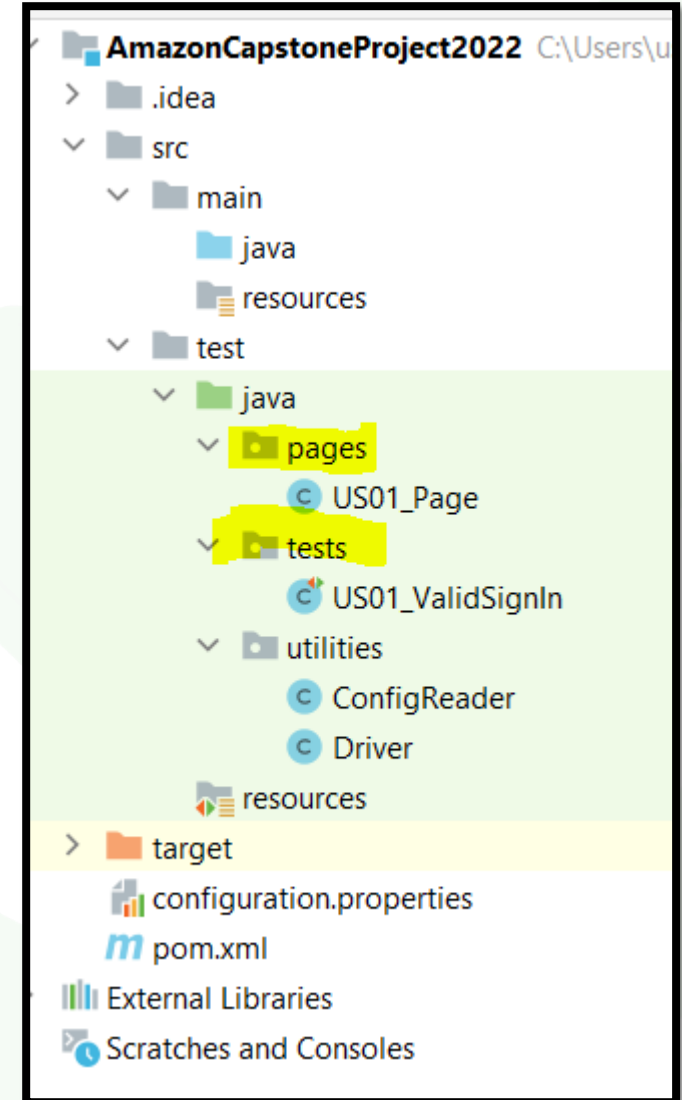 AmazonCapstoneProject2022 C:\Users\u
.idea
src
main
java
resources
test
java
pages
US01_Page
tests
US01_ValidSignIn
utilities
ConfigReader
Driver
resources
target
configuration.properties
pom.xml
External Libraries
Scratches and Consoles